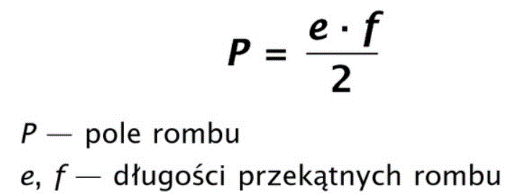 P = e · f / 2
P — pole rombu
e, f — długości przekątnych rombu